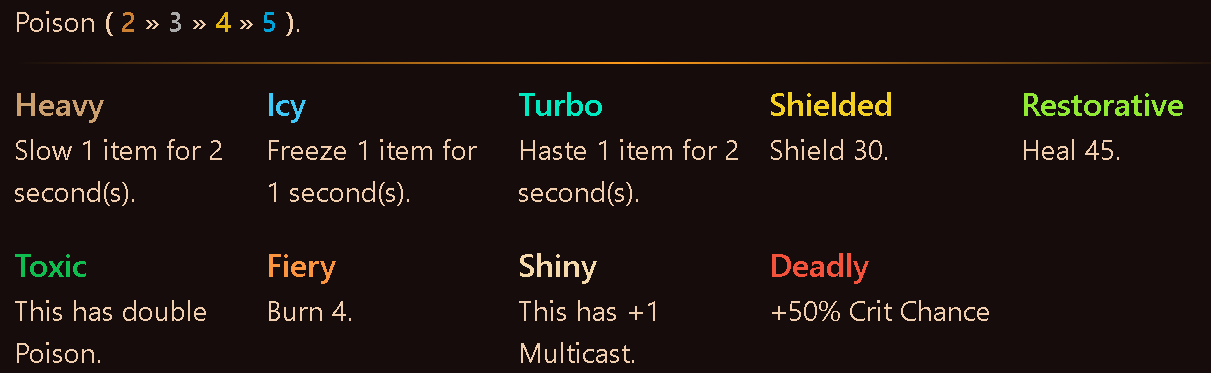 Poison ( 2 » 3 » 4 » 5 ).
Heavy
Slow 1 item for 2
second(s).
Icy
Freeze 1 item for
1 second(s).
Turbo
Haste 1 item for 2
second(s).
Shielded
Shield 30.
Restorative
Heal 45.
Toxic
This has double
Poison.
Fiery
Burn 4.
Shiny
This has +1
Multicast.
Deadly
+50% Crit Chance